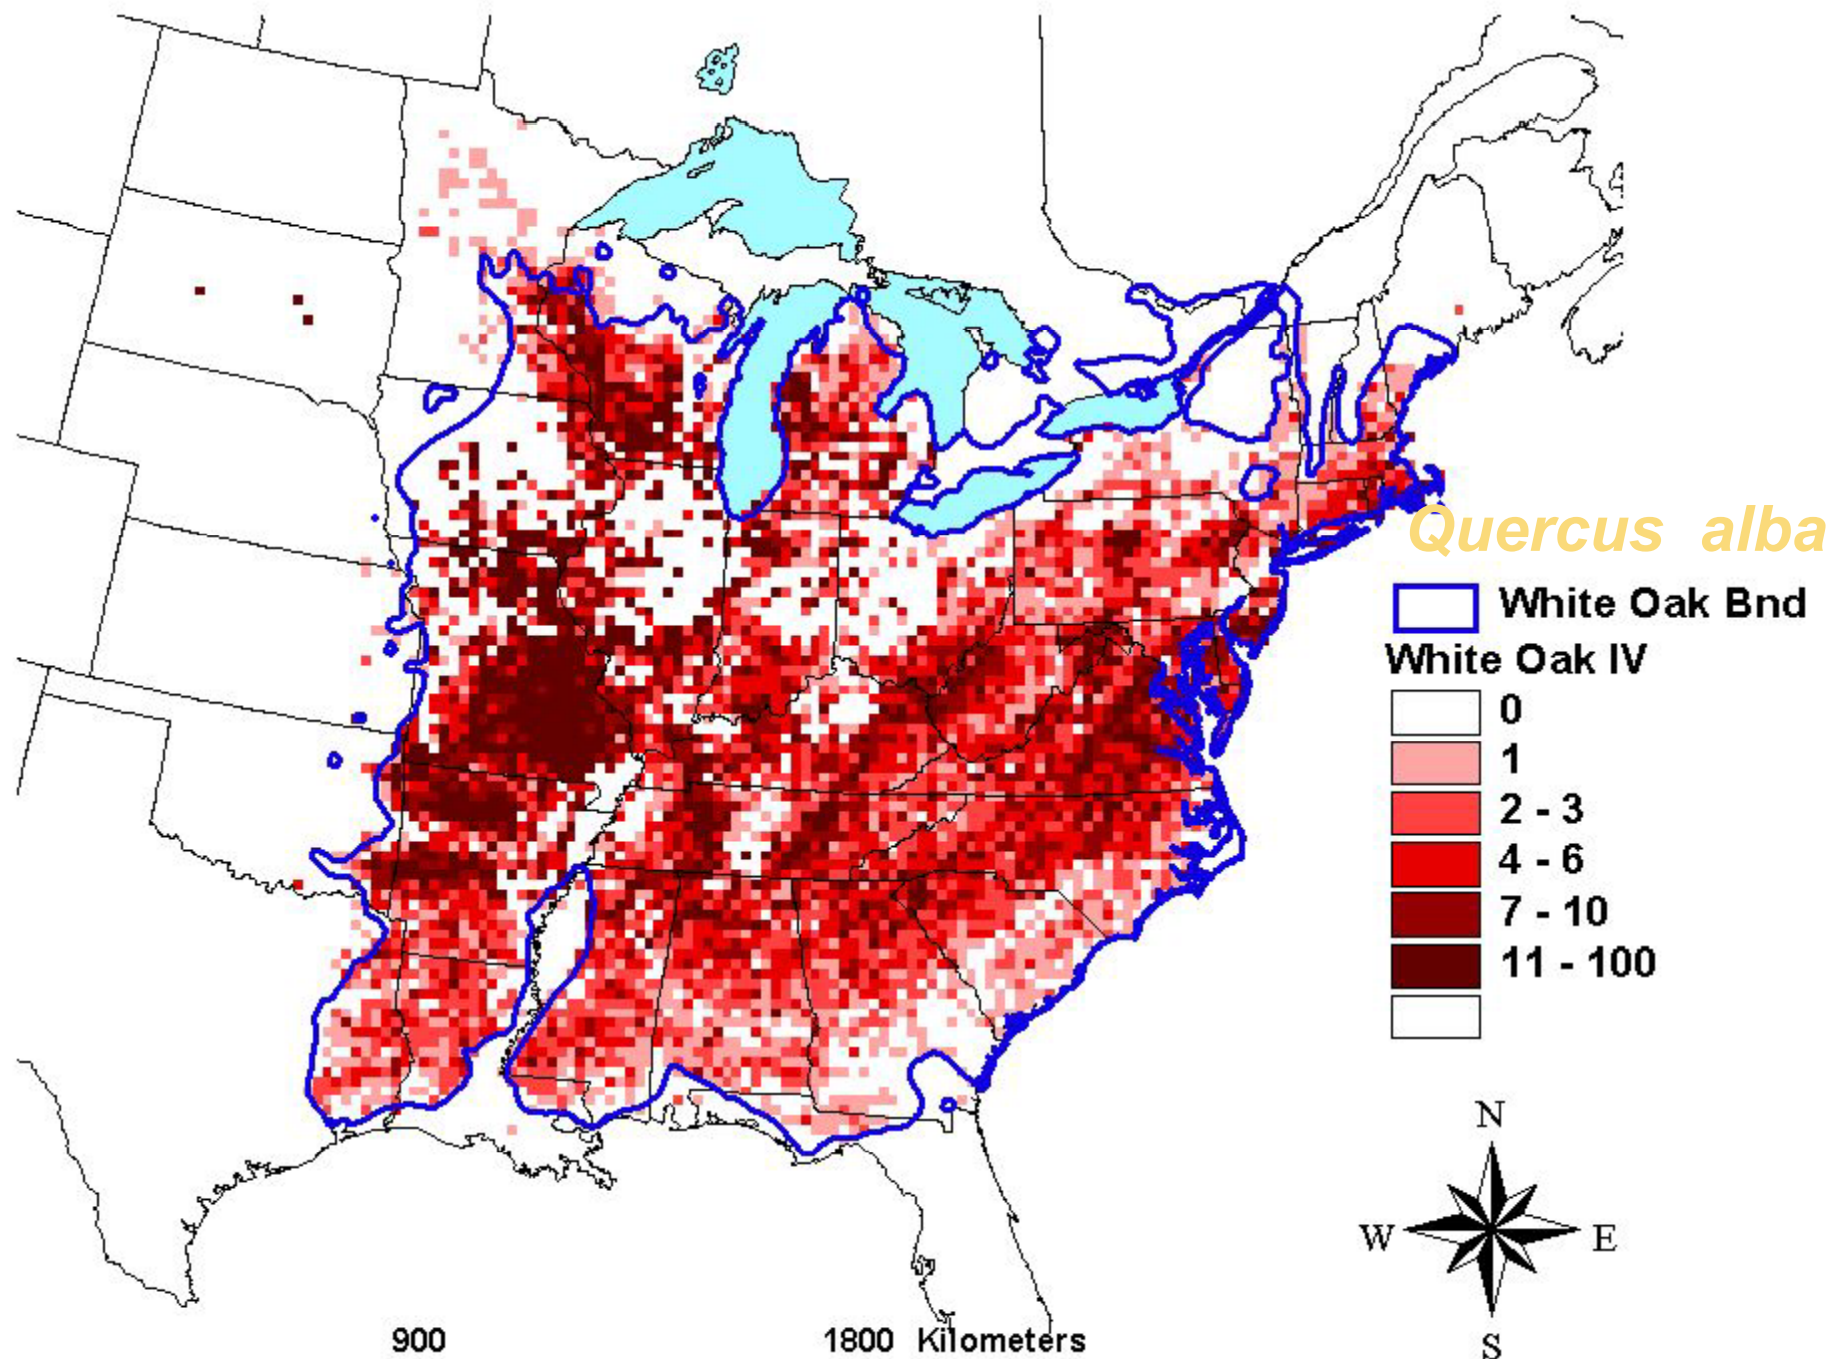 Quercus alba
White Oak Bnd
White Oak IV
0
1
2 - 3
4 - 6
7 - 10
11 - 100
N
W E
S
900 1800 Kilometers